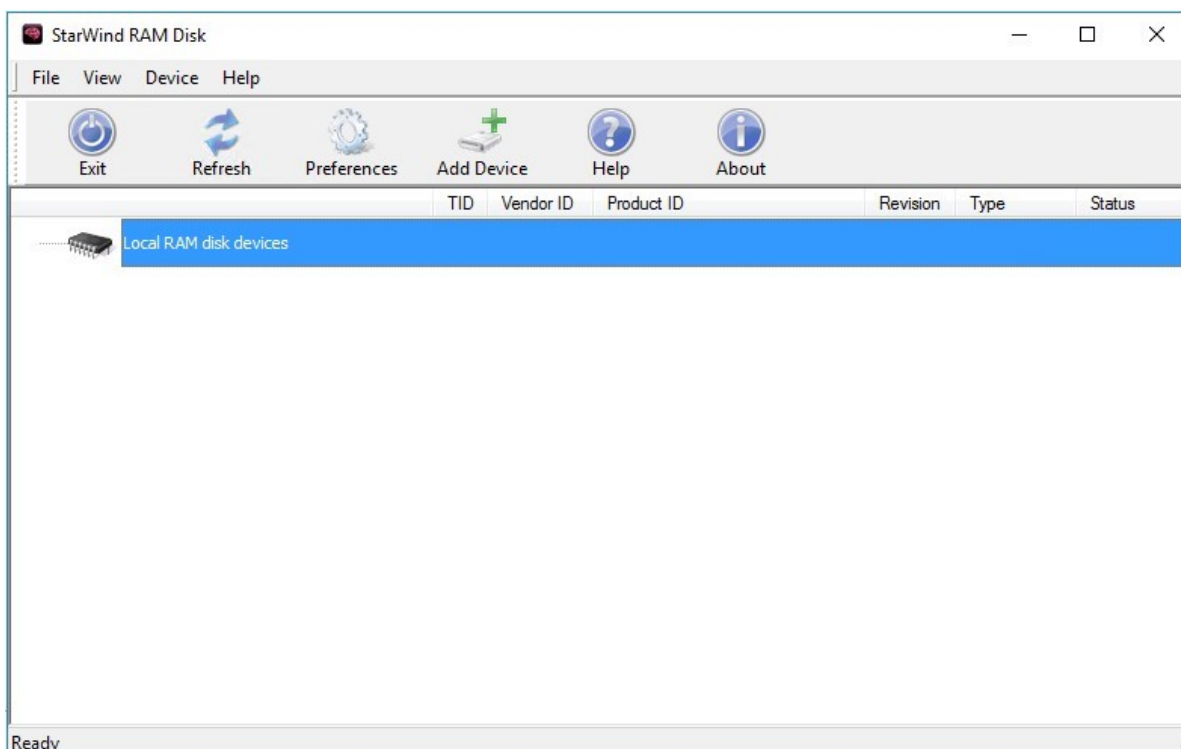 StarWind RAM Disk
File View Device Help
Exit Refresh Preferences Add Device Help About
TID Vendor ID Product ID Revision Type Status
Local RAM disk devices
Ready